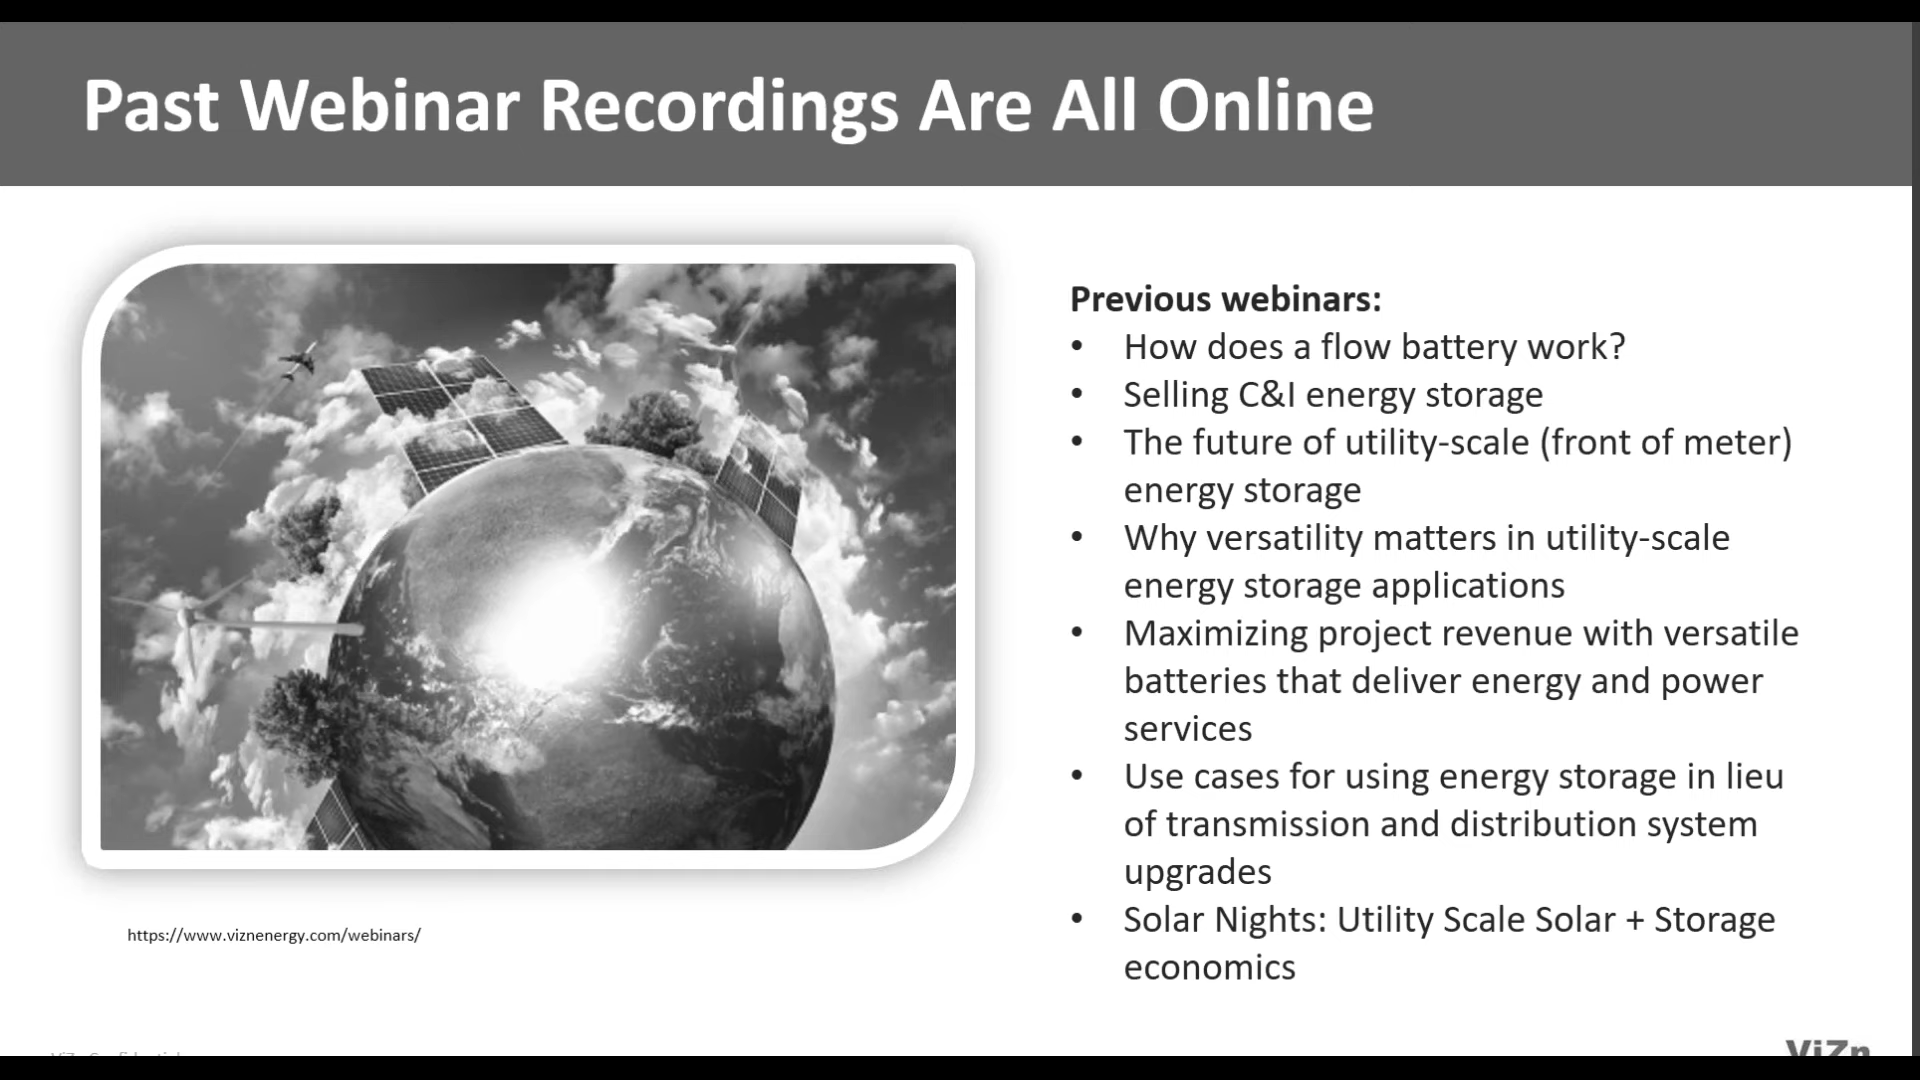 Past Webinar Recordings Are All Online
Previous webinars:
• How does a flow battery work?
• Selling C&I energy storage
• The future of utility-scale (front of meter)
energy storage
• Why versatility matters in utility-scale
energy storage applications
• Maximizing project revenue with versatile
batteries that deliver energy and power
services
• Use cases for using energy storage in lieu
of transmission and distribution system
upgrades
• Solar Nights: Utility Scale Solar + Storage
economics
https://www.viznenergy.com/webinars/
ViZn